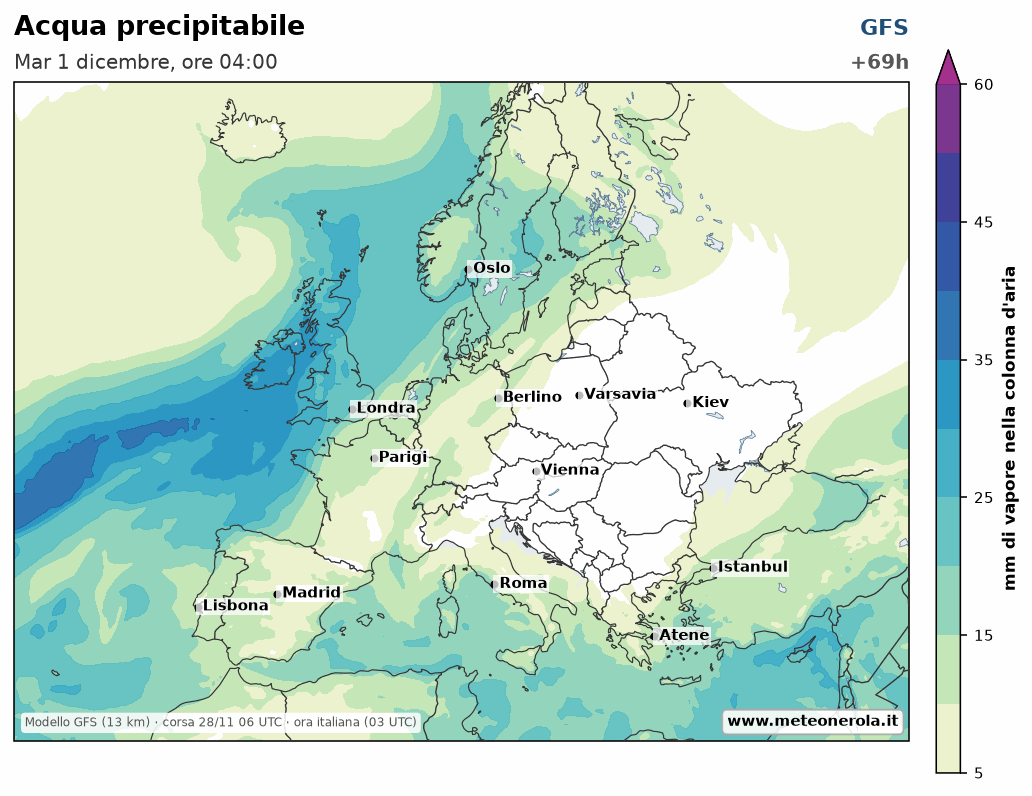 Acqua precipitabile
GFS
Mar 1 dicembre, ore 04:00
+69h
60
45
35
25
15
5
mm di vapore nella colonna d'aria
Oslo
Berlino
Varsavia
Kiev
Londra
Parigi
Vienna
Istanbul
Roma
Madrid
Lisbona
Atene
Modello GFS (13 km) · corsa 28/11 06 UTC · ora italiana (03 UTC)
www.meteonerola.it